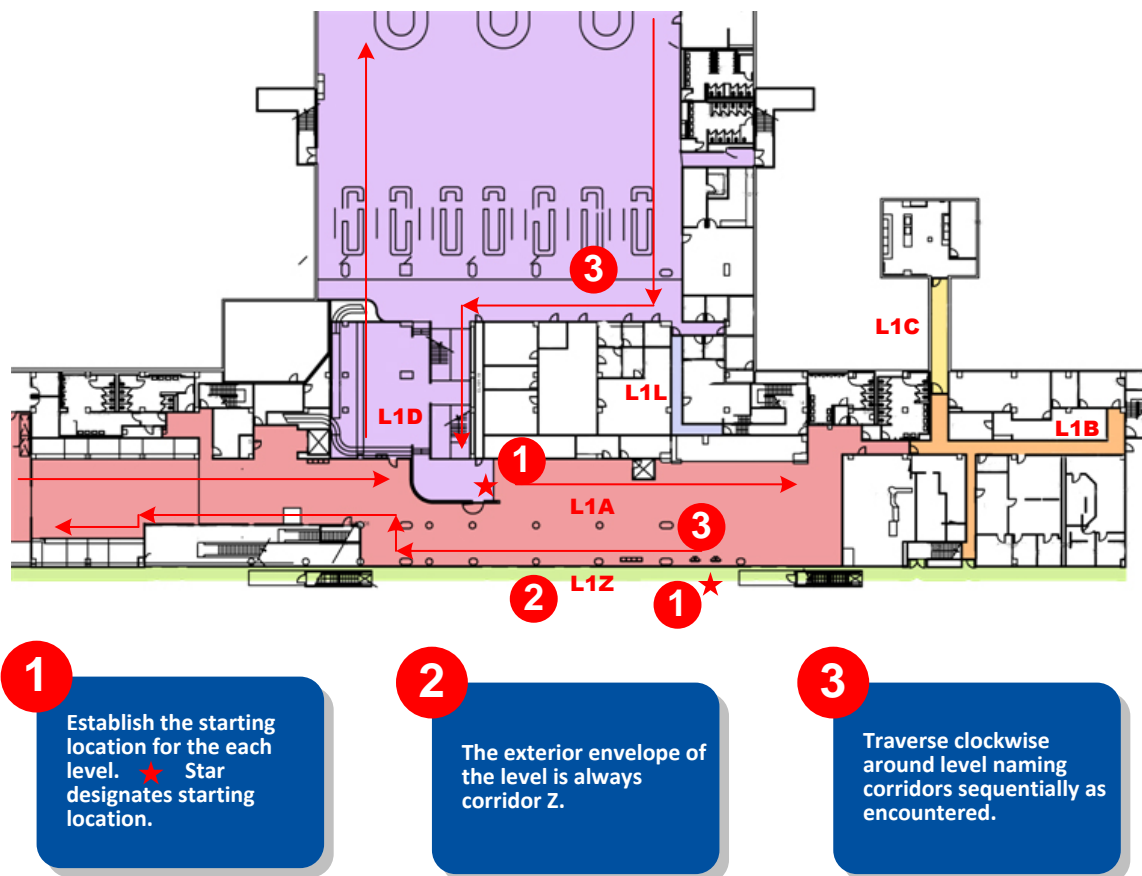 3
L1C
L1L
L1D
L1B
1
L1A
3
L1Z
2
1
1
Establish the starting
location for the each
level. Star
designates starting
location.
2
The exterior envelope of
the level is always
corridor Z.
3
Traverse clockwise
around level naming
corridors sequentially as
encountered.